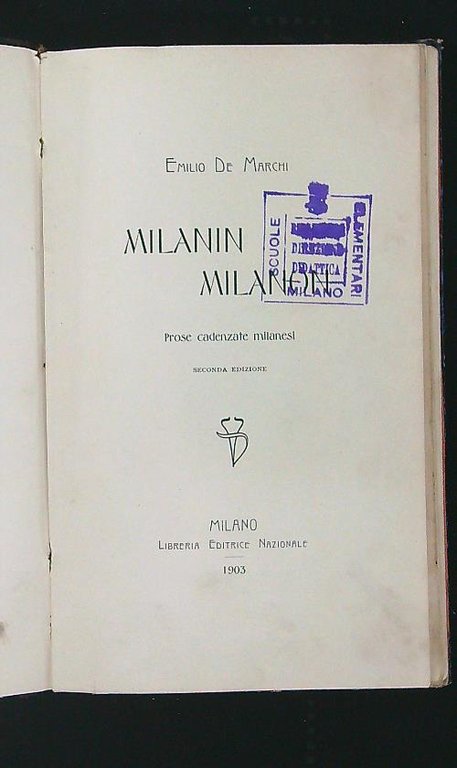 Emilio De Marchi
MILANIN
MILANON
Prose cadenzate milanesi
SECONDA EDIZIONE
MILANO
Libreria Editrice Nazionale
1903
SCUOLE
ELEMENTARI
DIDATTICA
MILANO